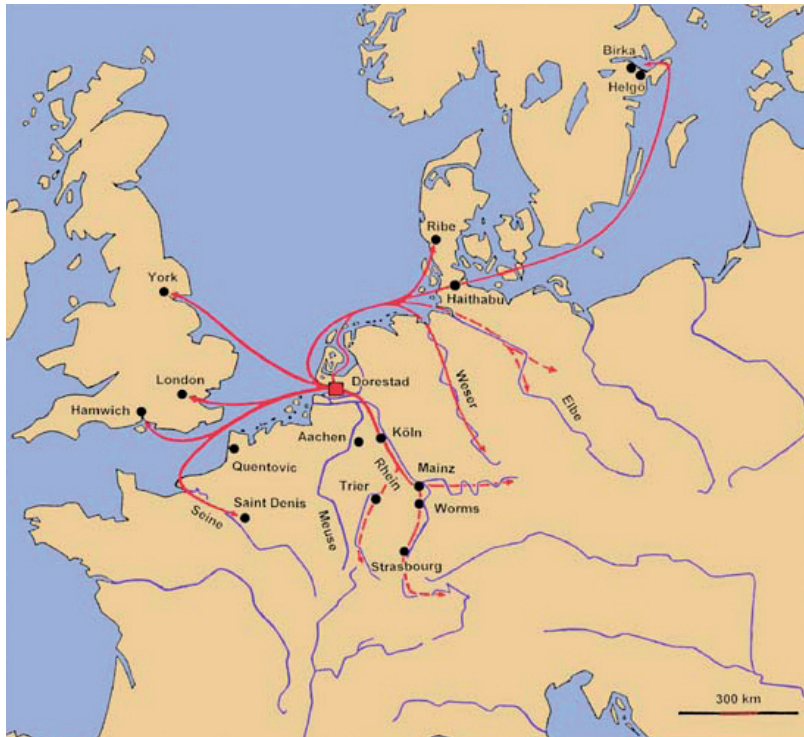 Birka
Helgö
Ribe
York
Haithabu
London
Dorestad
Hamwich
Weser
Elbe
Aachen
Köln
Quentovic
Rhein
Mainz
Trier
Saint Denis
Worms
Seine
Meuse
Strasbourg
300 km